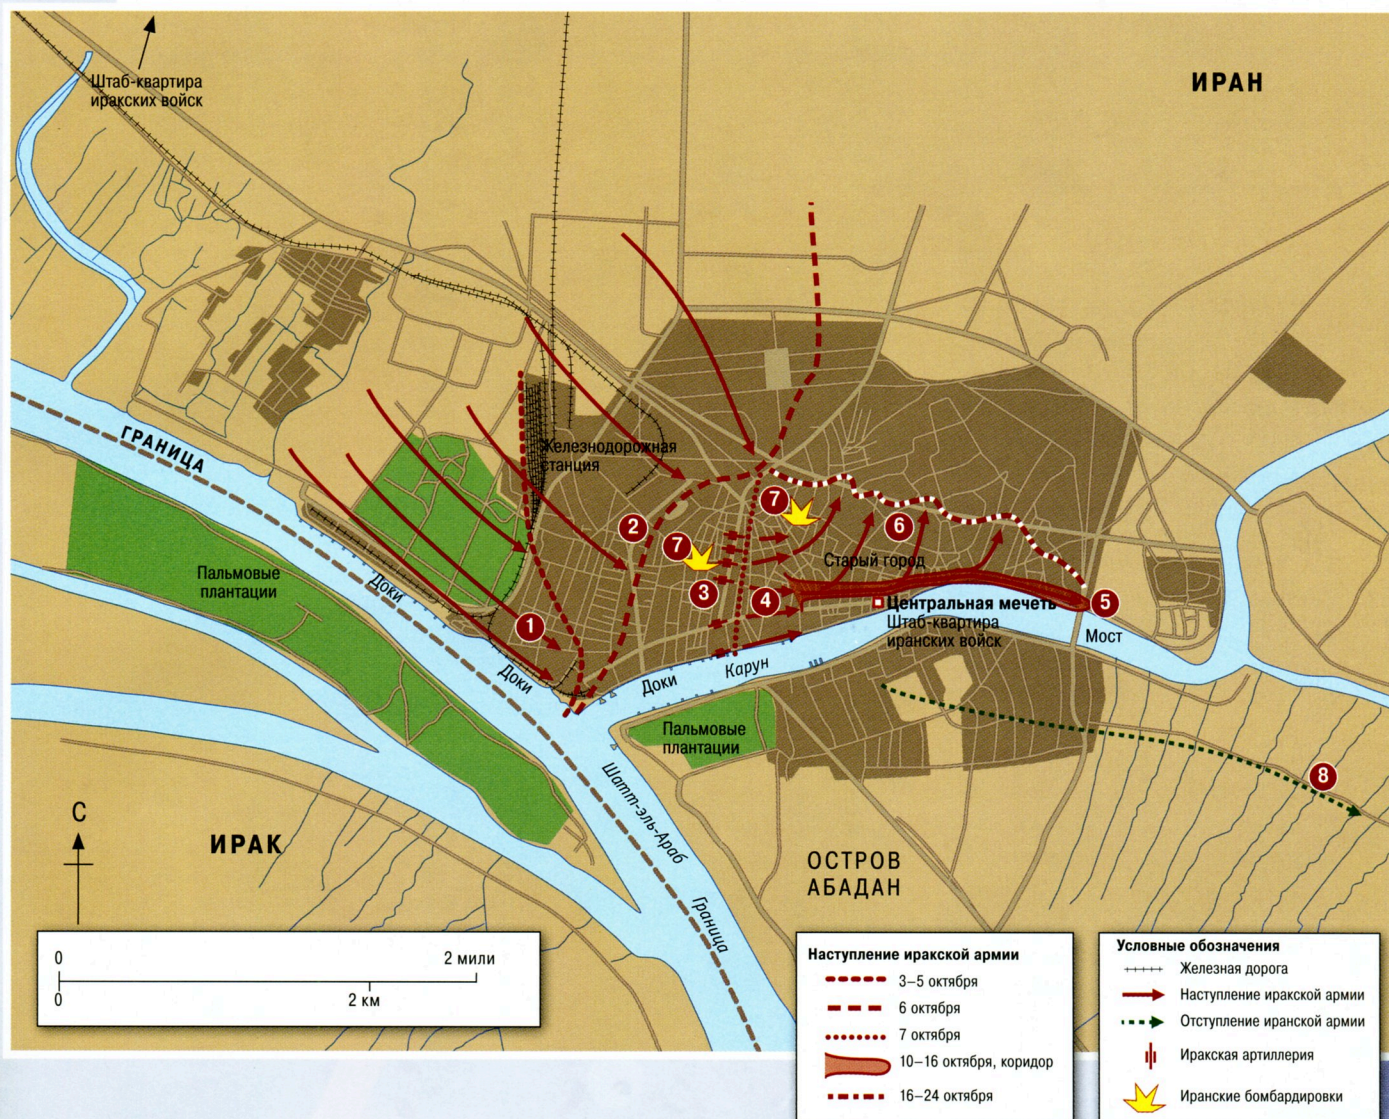 Штаб-квартира
иракских войск
ИРАН
ГРАНИЦА
Железнодорожная
станция
2
7
7
6
Старый город
3
4
5
Центральная мечеть
Штаб-квартира
иранских войск
Мост
Пальмовые
плантации
Доки
1
Доки
Доки
Карун
Пальмовые
плантации
8
Шатт-эль-Араб
Граница
С
ИРАК
ОСТРОВ
АБАДАН
0 2 мили
0 2 км
Наступление иракской армии
3–5 октября
6 октября
7 октября
10–16 октября, коридор
16–24 октября
Условные обозначения
Железная дорога
Наступление иракской армии
Отступление иранской армии
Иракская артиллерия
Иранские бомбардировки